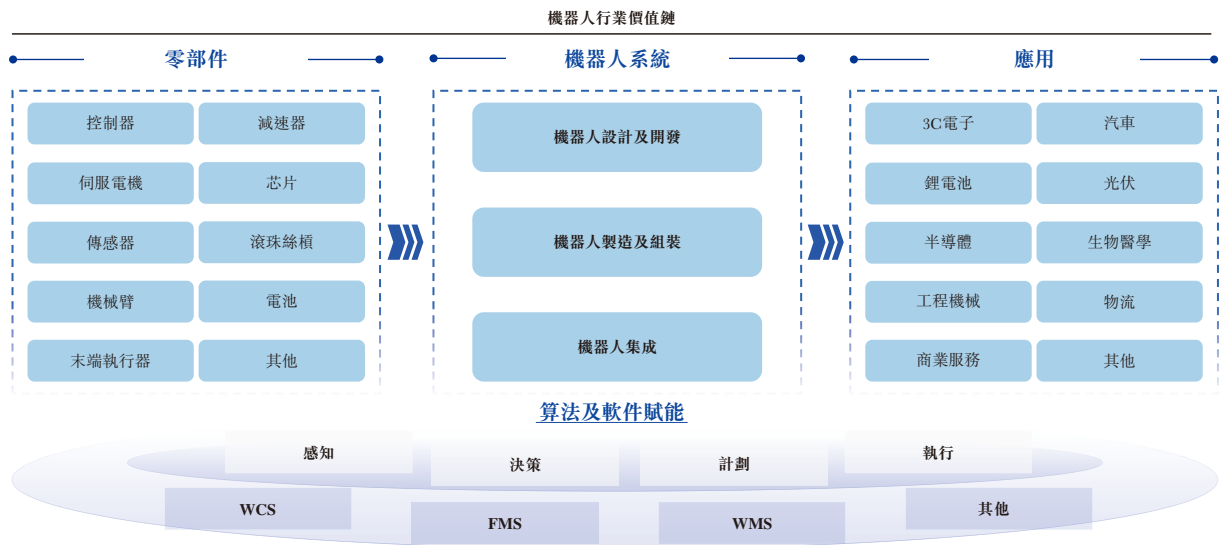 機器人行業價值鏈
零部件
機器人系統
應用
控制器
減速器
伺服電機
芯片
傳感器
滾珠絲槓
機械臂
電池
末端執行器
其他
機器人設計及開發
機器人製造及組裝
機器人集成
3C電子
汽車
鋰電池
光伏
半導體
生物醫學
工程機械
物流
商業服務
其他
算法及軟件賦能
感知
決策
計劃
執行
WCS
FMS
WMS
其他